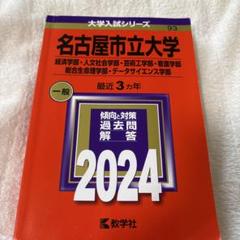 大学入試シリーズ
93
名古屋市立大学
経済学部・人文社会学部・芸術工学部・看護学部
総合生命理学部・データサイエンス学部
一般
最近3ヵ年
傾向と対策
過去問
解答
2024
教学社